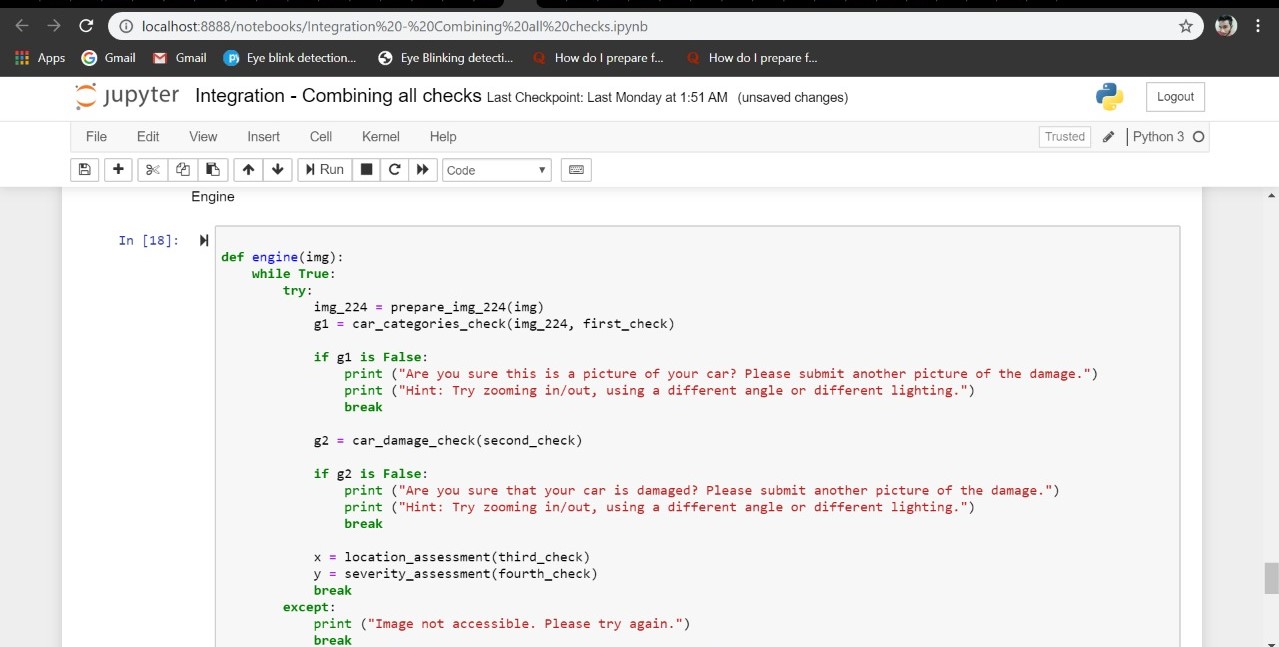 localhost:8888/notebooks/Integration%20-%20Combining%20all%20checks.ipynb
Apps Gmail Gmail Eye blink detection... Eye Blinking detecti... How do I prepare f... How do I prepare f...
jupyter Integration - Combining all checks Last Checkpoint: Last Monday at 1:51 AM (unsaved changes) Logout
File Edit View Insert Cell Kernel Help Trusted Python 3
Run Code
Engine
In [18]:
def engine(img):
    while True:
        try:
            img_224 = prepare_img_224(img)
            g1 = car_categories_check(img_224, first_check)
            if g1 is False:
                print ("Are you sure this is a picture of your car? Please submit another picture of the damage.")
                print ("Hint: Try zooming in/out, using a different angle or different lighting.")
                break
            g2 = car_damage_check(second_check)
            if g2 is False:
                print ("Are you sure that your car is damaged? Please submit another picture of the damage.")
                print ("Hint: Try zooming in/out, using a different angle or different lighting.")
                break
            x = location_assessment(third_check)
            y = severity_assessment(fourth_check)
            break
        except:
            print ("Image not accessible. Please try again.")
            break